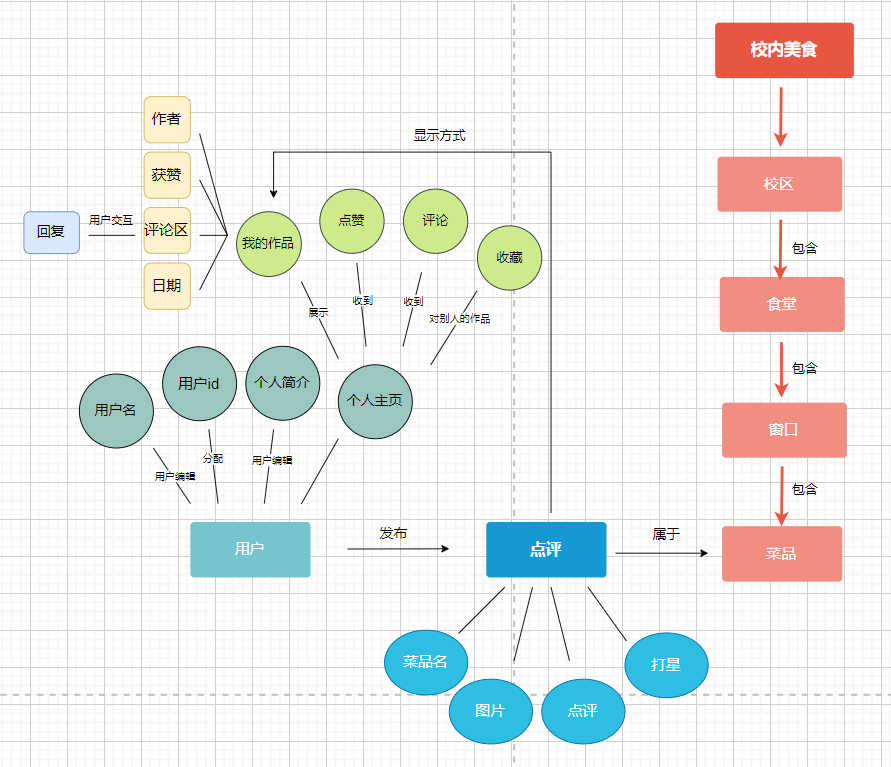 校内美食
作者
显示方式
获赞
校区
用户交互
点赞
评论
回复
评论区
我的作品
包含
收藏
日期
展示
收到
收到
对别人的作品
食堂
包含
用户名
用户id
个人简介
个人主页
窗口
用户编辑
分配
用户编辑
包含
用户
发布
点评
属于
菜品
菜品名
图片
点评
打星